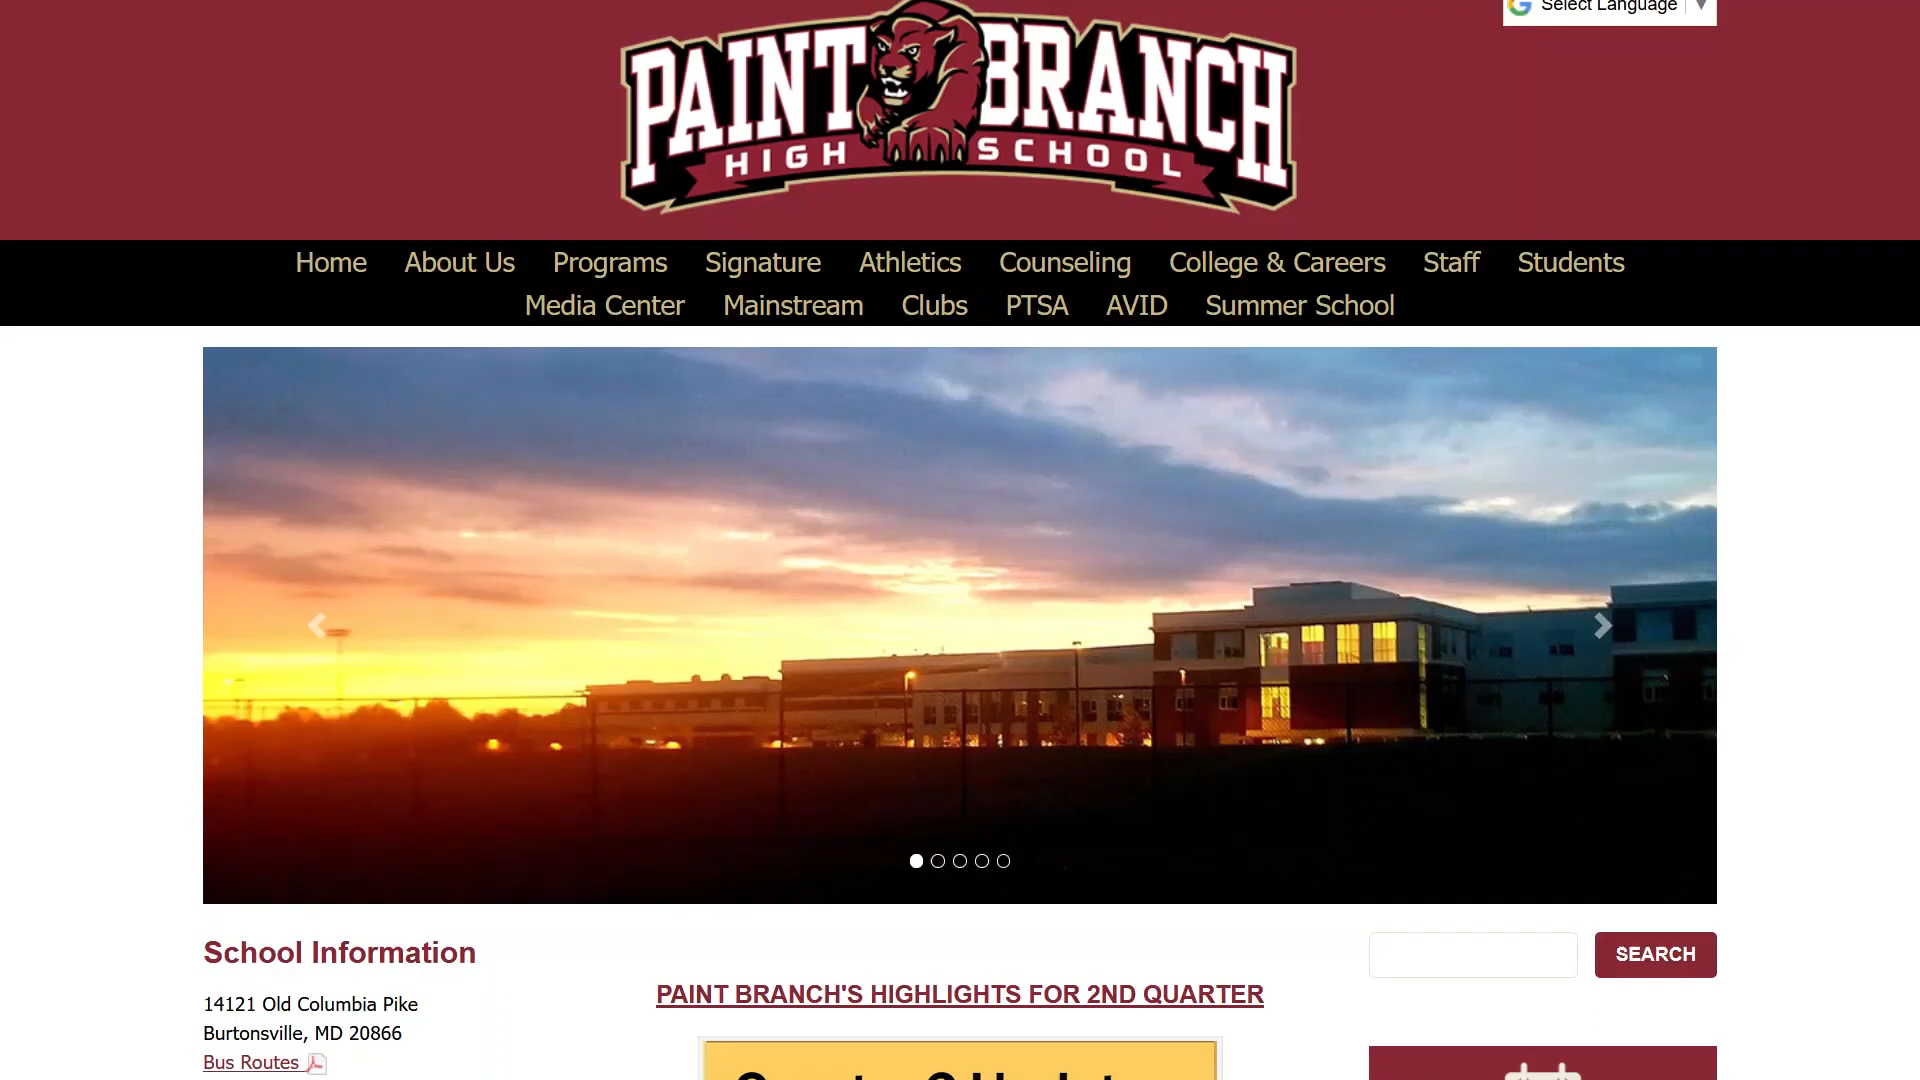 Select Language
PAINT BRANCH
HIGH SCHOOL
Home About Us Programs Signature Athletics Counseling College & Careers Staff Students
Media Center Mainstream Clubs PTSA AVID Summer School
School Information
14121 Old Columbia Pike
Burtonsville, MD 20866
Bus Routes
PAINT BRANCH'S HIGHLIGHTS FOR 2ND QUARTER
SEARCH